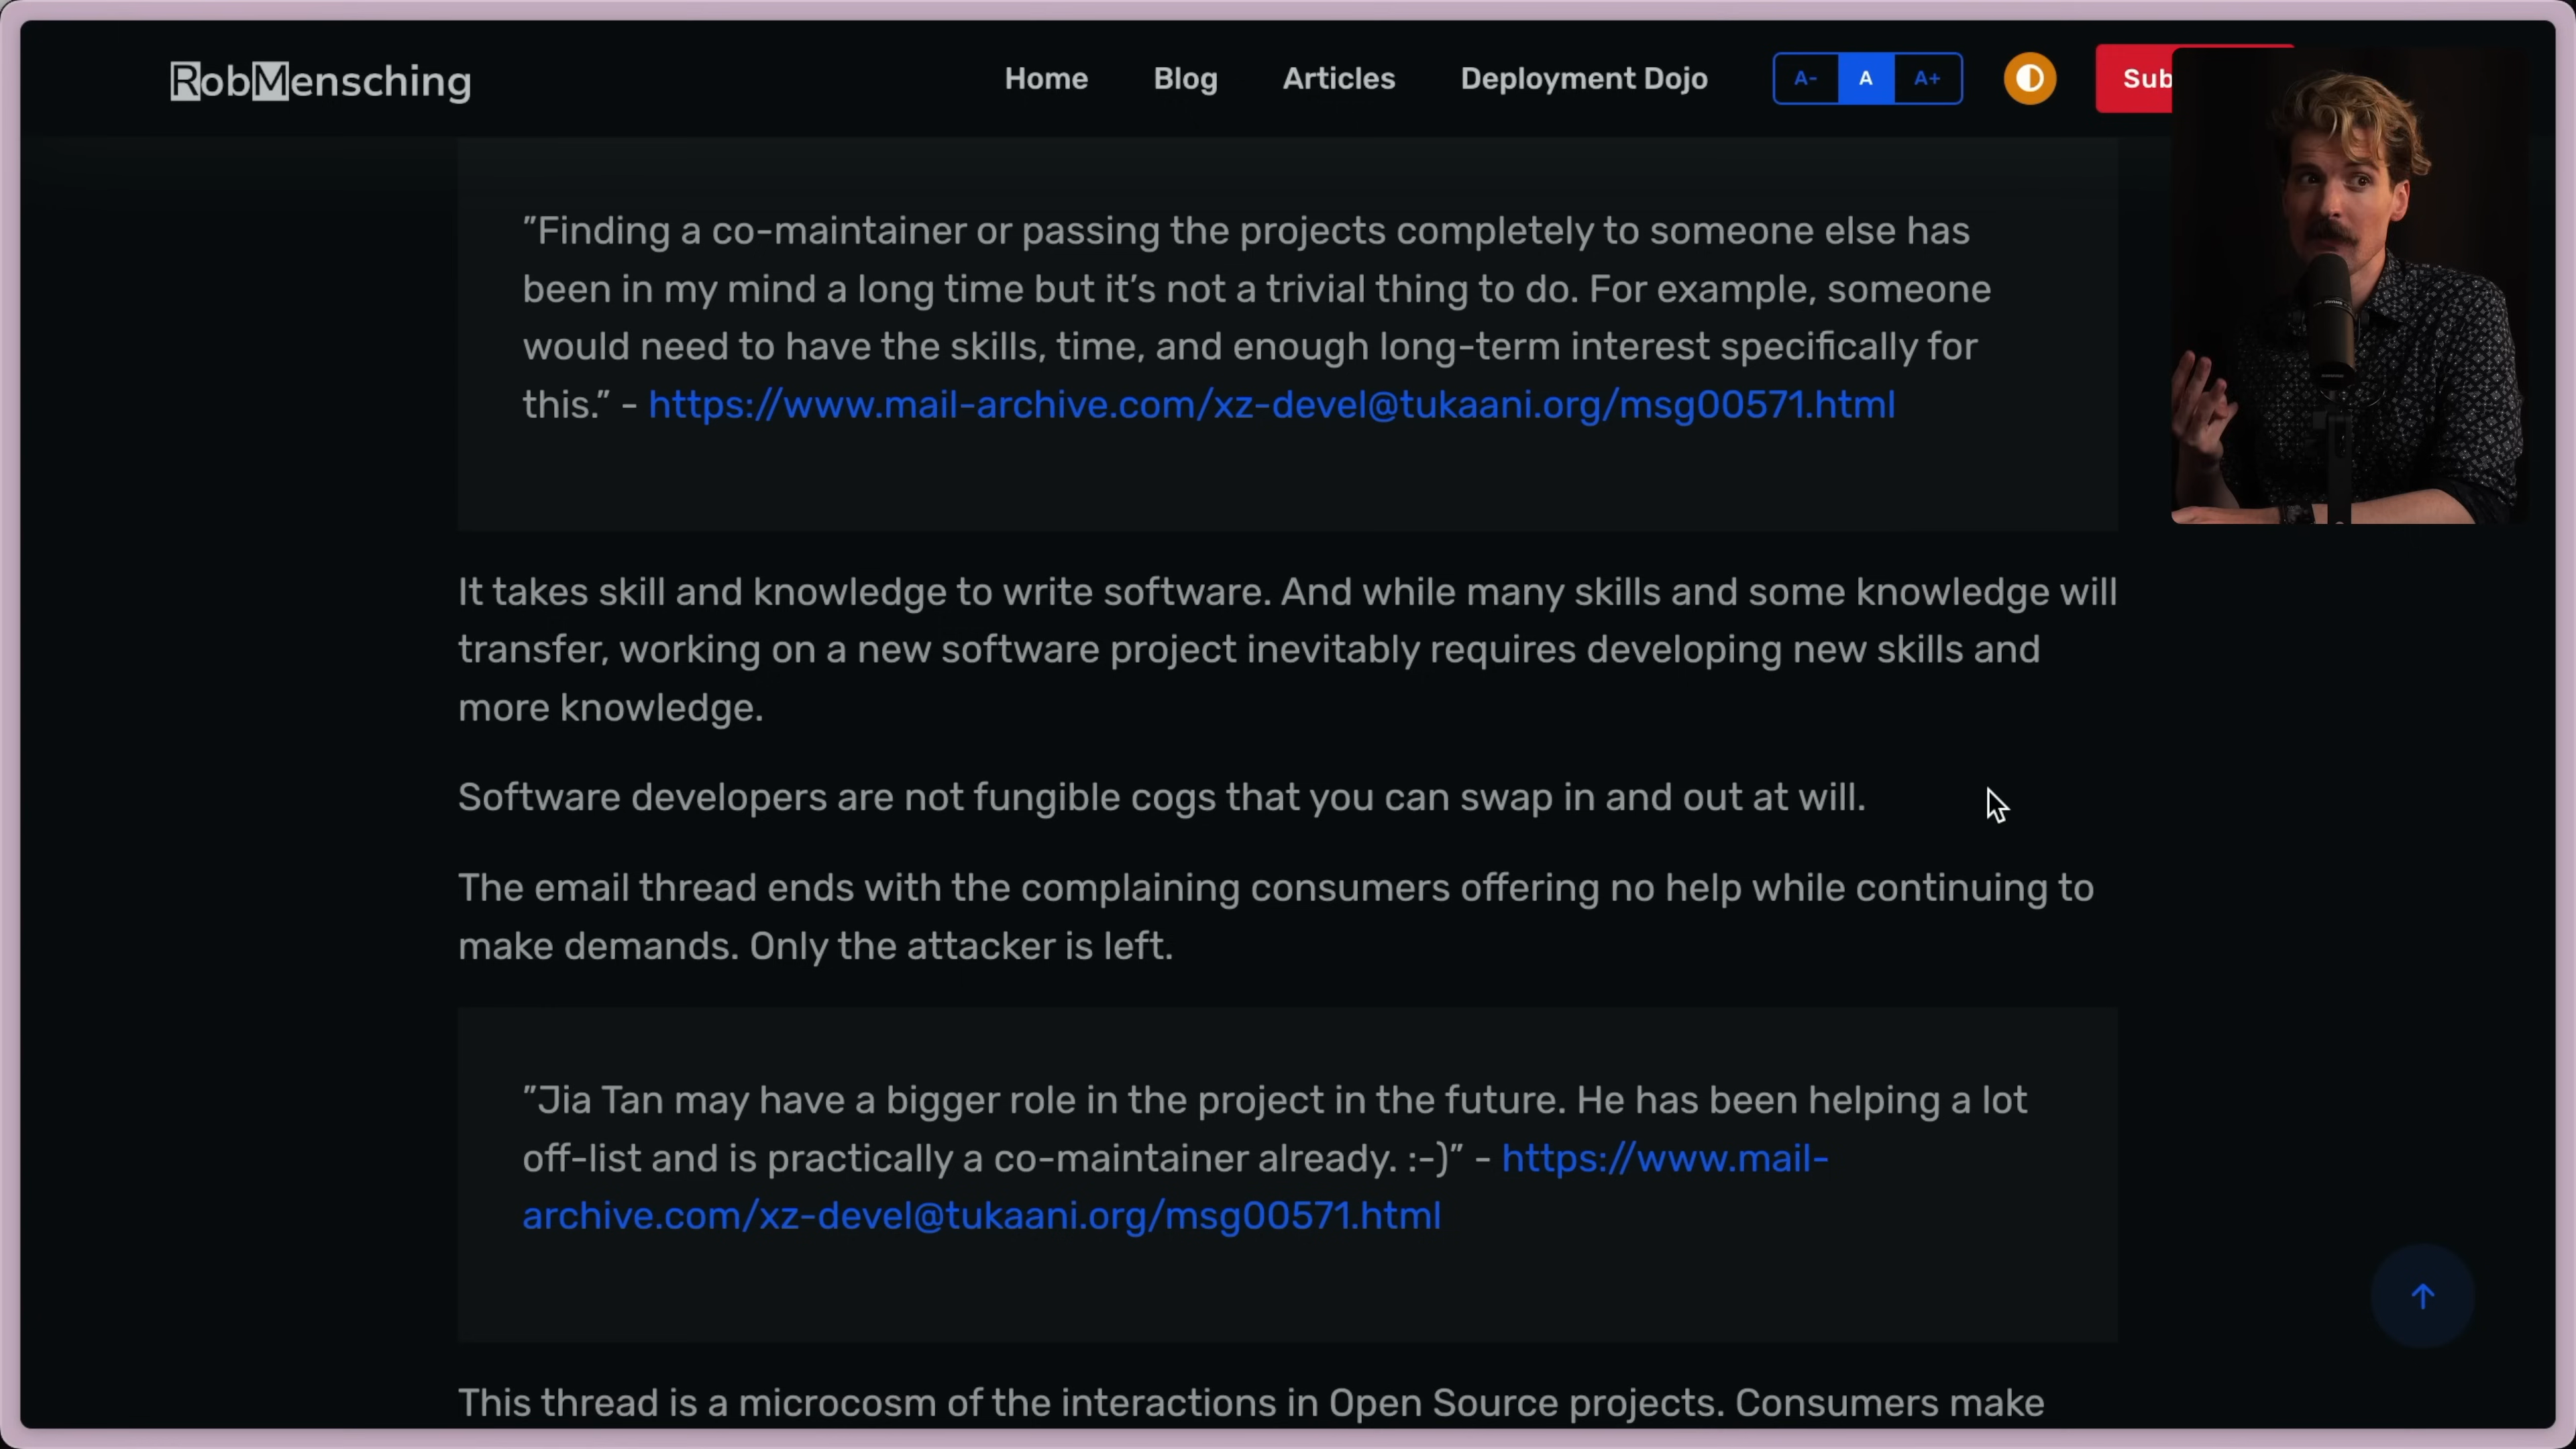 RobMensching
Home Blog Articles Deployment Dojo A- A A+ Sub
"Finding a co-maintainer or passing the projects completely to someone else has
been in my mind a long time but it's not a trivial thing to do. For example, someone
would need to have the skills, time, and enough long-term interest specifically for
this." - https://www.mail-archive.com/xz-devel@tukaani.org/msg00571.html
It takes skill and knowledge to write software. And while many skills and some knowledge will
transfer, working on a new software project inevitably requires developing new skills and
more knowledge.
Software developers are not fungible cogs that you can swap in and out at will.
The email thread ends with the complaining consumers offering no help while continuing to
make demands. Only the attacker is left.
"Jia Tan may have a bigger role in the project in the future. He has been helping a lot
off-list and is practically a co-maintainer already. :-)" - https://www.mail-
archive.com/xz-devel@tukaani.org/msg00571.html
This thread is a microcosm of the interactions in Open Source projects. Consumers make